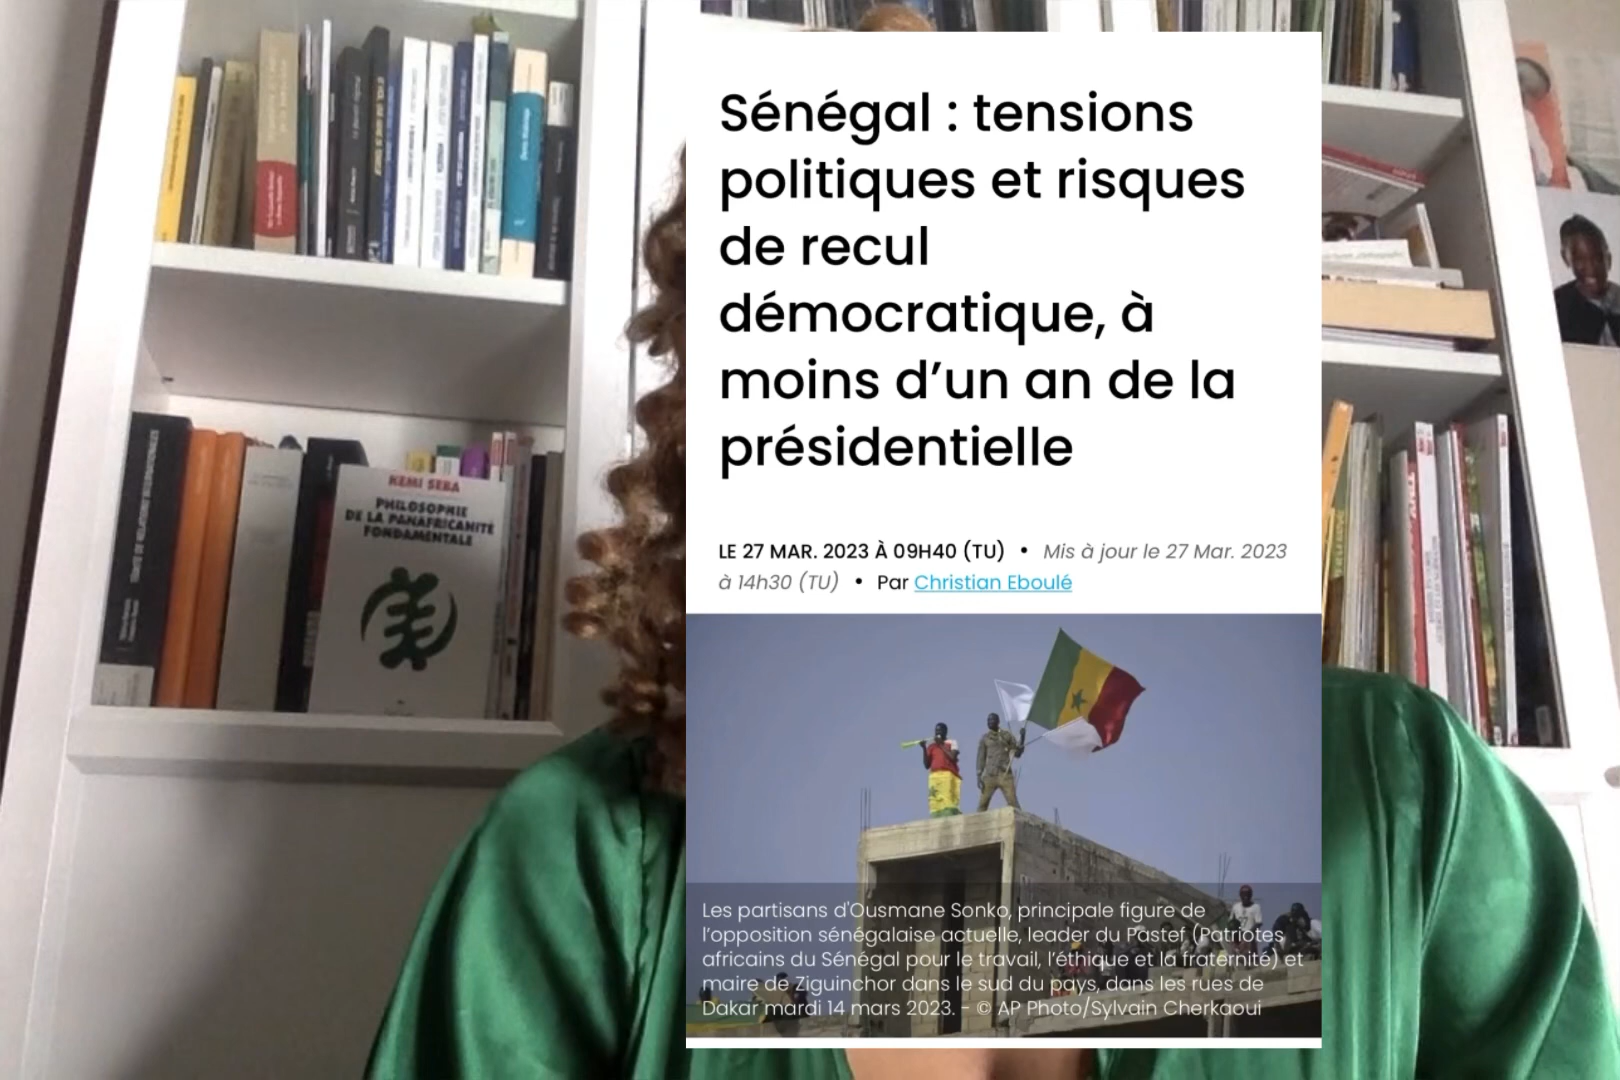 KEMI SEBA
PHILOSOPHIE
DE LA PANAFRICANITÉ
FONDAMENTALE
Sénégal : tensions
politiques et risques
de recul
démocratique, à
moins d’un an de la
présidentielle
LE 27 MAR. 2023 À 09H40 (TU) • Mis à jour le 27 Mar. 2023
à 14h30 (TU) • Par Christian Eboulé
Les partisans d'Ousmane Sonko, principale figure de
l’opposition sénégalaise actuelle, leader du Pastef (Patriotes
africains du Sénégal pour le travail, l’éthique et la fraternité) et
maire de Ziguinchor dans le sud du pays, dans les rues de
Dakar mardi 14 mars 2023. - © AP Photo/Sylvain Cherkaoui